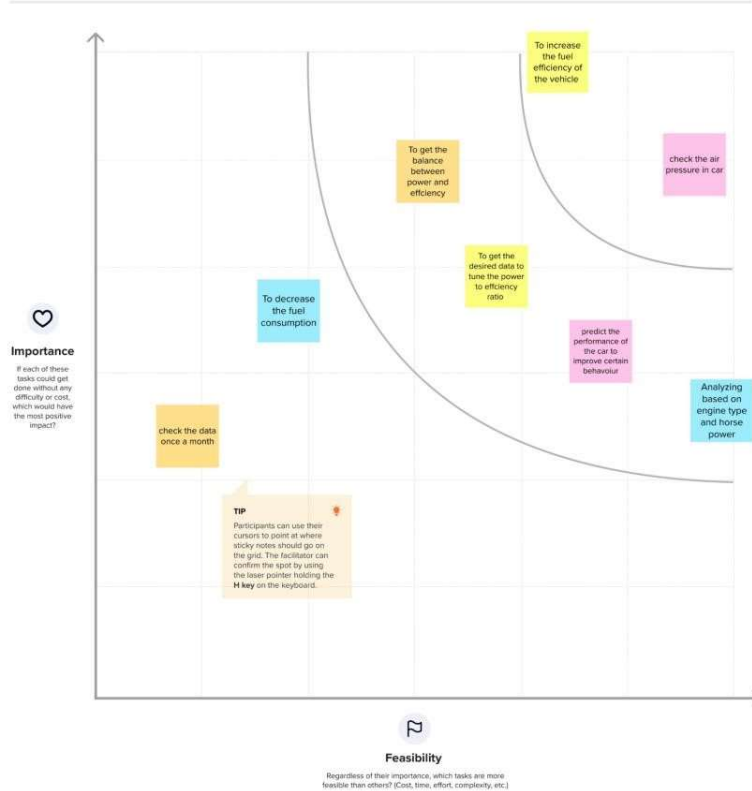 To increase
the fuel
efficiency of
the vehicle
To get the
balance
between
power and
effciency
check the air
pressure in car
To get the
desired data to
tune the power
to effciency
ratio
To decrease
the fuel
consumption
predict the
performance of
the car to
improve certain
behavolur
Analyzing
based on
engine type
and horse
power
Importance
If each of these
tasks could get
done without any
difficulty or cost,
which would have
the most positive
impact?
check the data
once a month
TIP
Participants can use their
cursors to point at where
sticky notes should go on
the grid. The facilitator can
confirm the spot by using
the laser pointer holding the
H key on the keyboard.
Feasibility
Regardless of their importance, which tasks are more
feasible than others? (Cost, time, effort, complexity, etc.)